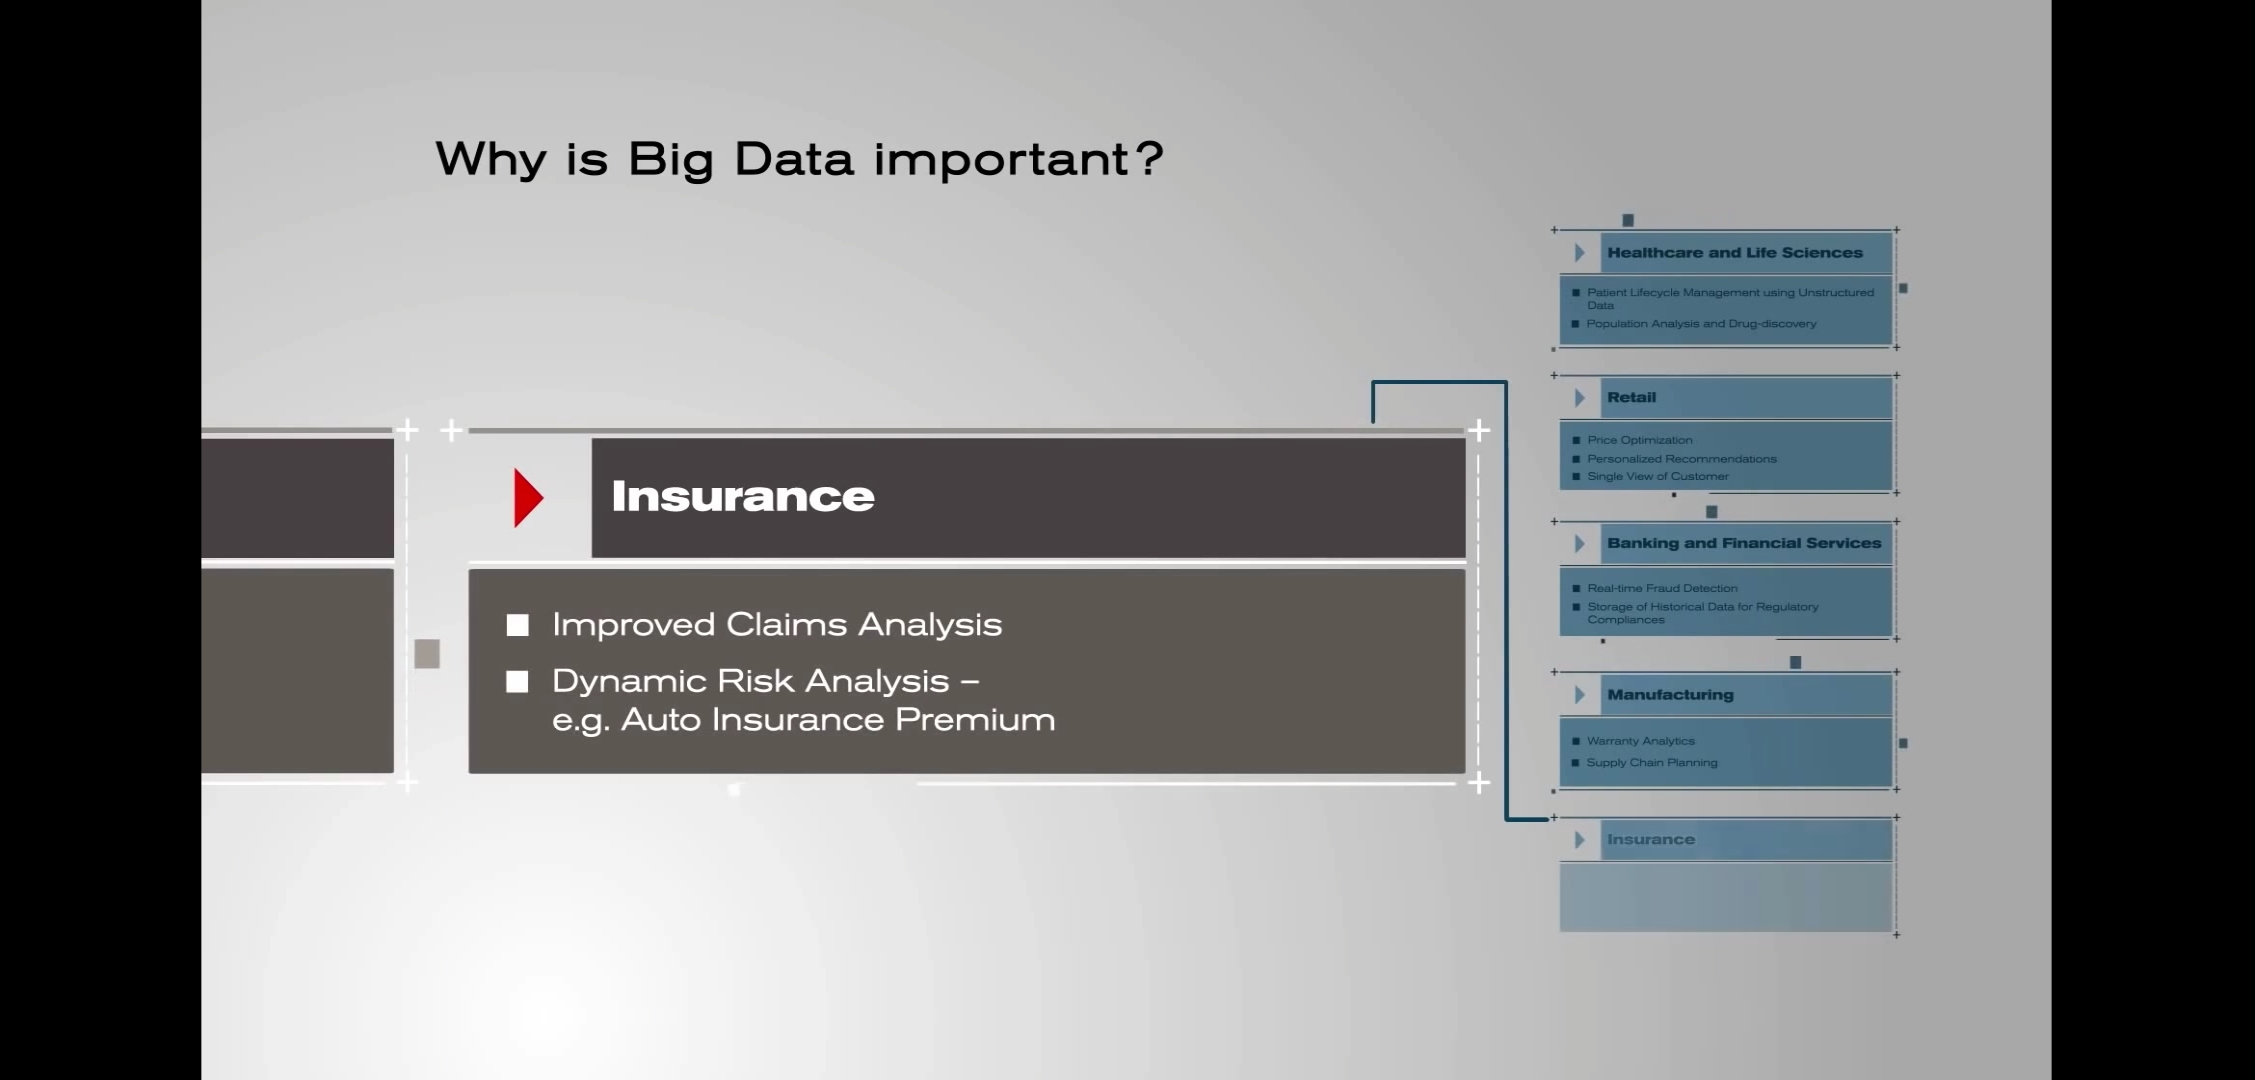 Why is Big Data important?
Insurance
■ Improved Claims Analysis
■ Dynamic Risk Analysis –
e.g. Auto Insurance Premium
Healthcare and Life Sciences
■ Patient Lifecycle Management using Unstructured
Data
■ Population Analysis and Drug-discovery
Retail
■ Price Optimization
■ Personalized Recommendations
■ Single View of Customer
Banking and Financial Services
■ Real-time Fraud Detection
■ Storage of Historical Data for Regulatory
Compliances
Manufacturing
■ Warranty Analytics
■ Supply Chain Planning
Insurance